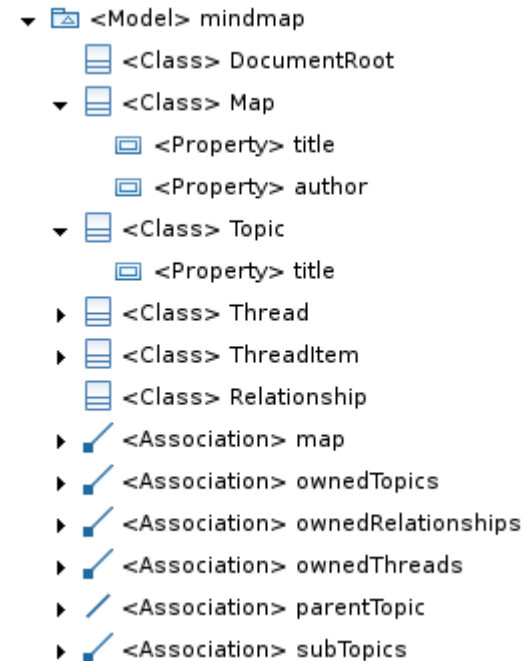 <Model> mindmap
<Class> DocumentRoot
<Class> Map
<Property> title
<Property> author
<Class> Topic
<Property> title
<Class> Thread
<Class> ThreadItem
<Class> Relationship
<Association> map
<Association> ownedTopics
<Association> ownedRelationships
<Association> ownedThreads
<Association> parentTopic
<Association> subTopics